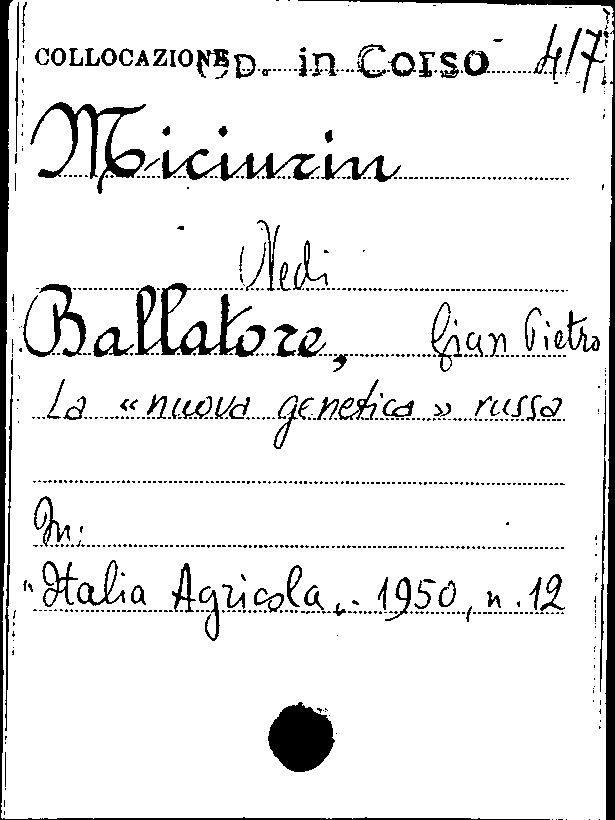 COLLOCAZIONE OD. in Corso 4/7
Miciurin
Vedi
Ballatore, Gian Pietro
La «nuova genetica» russa
In:
"Italia Agricola". 1950, n. 12